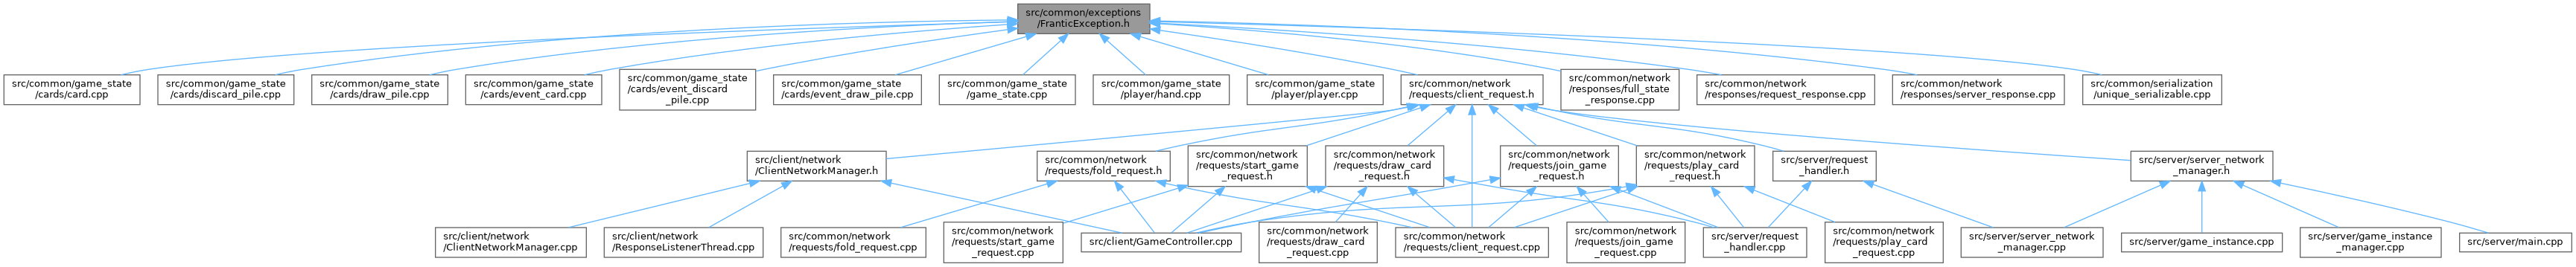 src/common/exceptions
/FranticException.h
src/common/game_state
/cards/card.cpp
src/common/game_state
/cards/discard_pile.cpp
src/common/game_state
/cards/draw_pile.cpp
src/common/game_state
/cards/event_card.cpp
src/common/game_state
/cards/event_discard
_pile.cpp
src/common/game_state
/cards/event_draw_pile.cpp
src/common/game_state
/game_state.cpp
src/common/game_state
/player/hand.cpp
src/common/game_state
/player/player.cpp
src/common/network
/requests/client_request.h
src/common/network
/responses/full_state
_response.cpp
src/common/network
/responses/request_response.cpp
src/common/network
/responses/server_response.cpp
src/common/serialization
/unique_serializable.cpp
src/client/network
/ClientNetworkManager.h
src/common/network
/requests/fold_request.h
src/common/network
/requests/start_game
_request.h
src/common/network
/requests/draw_card
_request.h
src/common/network
/requests/join_game
_request.h
src/common/network
/requests/play_card
_request.h
src/server/request
_handler.h
src/server/server_network
_manager.h
src/client/network
/ClientNetworkManager.cpp
src/client/network
/ResponseListenerThread.cpp
src/common/network
/requests/fold_request.cpp
src/common/network
/requests/start_game
_request.cpp
src/client/GameController.cpp
src/common/network
/requests/draw_card
_request.cpp
src/common/network
/requests/client_request.cpp
src/common/network
/requests/join_game
_request.cpp
src/server/request
_handler.cpp
src/common/network
/requests/play_card
_request.cpp
src/server/server_network
_manager.cpp
src/server/game_instance.cpp
src/server/game_instance
_manager.cpp
src/server/main.cpp